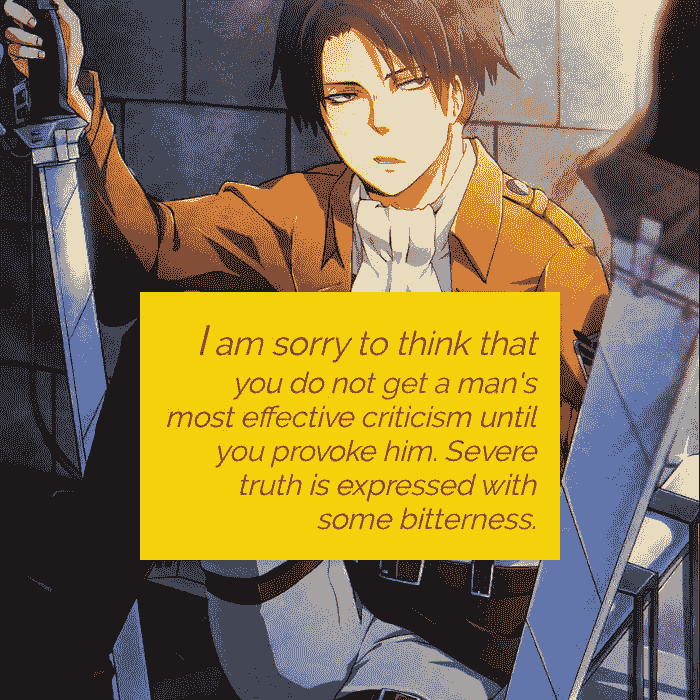 I am sorry to think that
you do not get a man's
most effective criticism until
you provoke him. Severe
truth is expressed with
some bitterness.